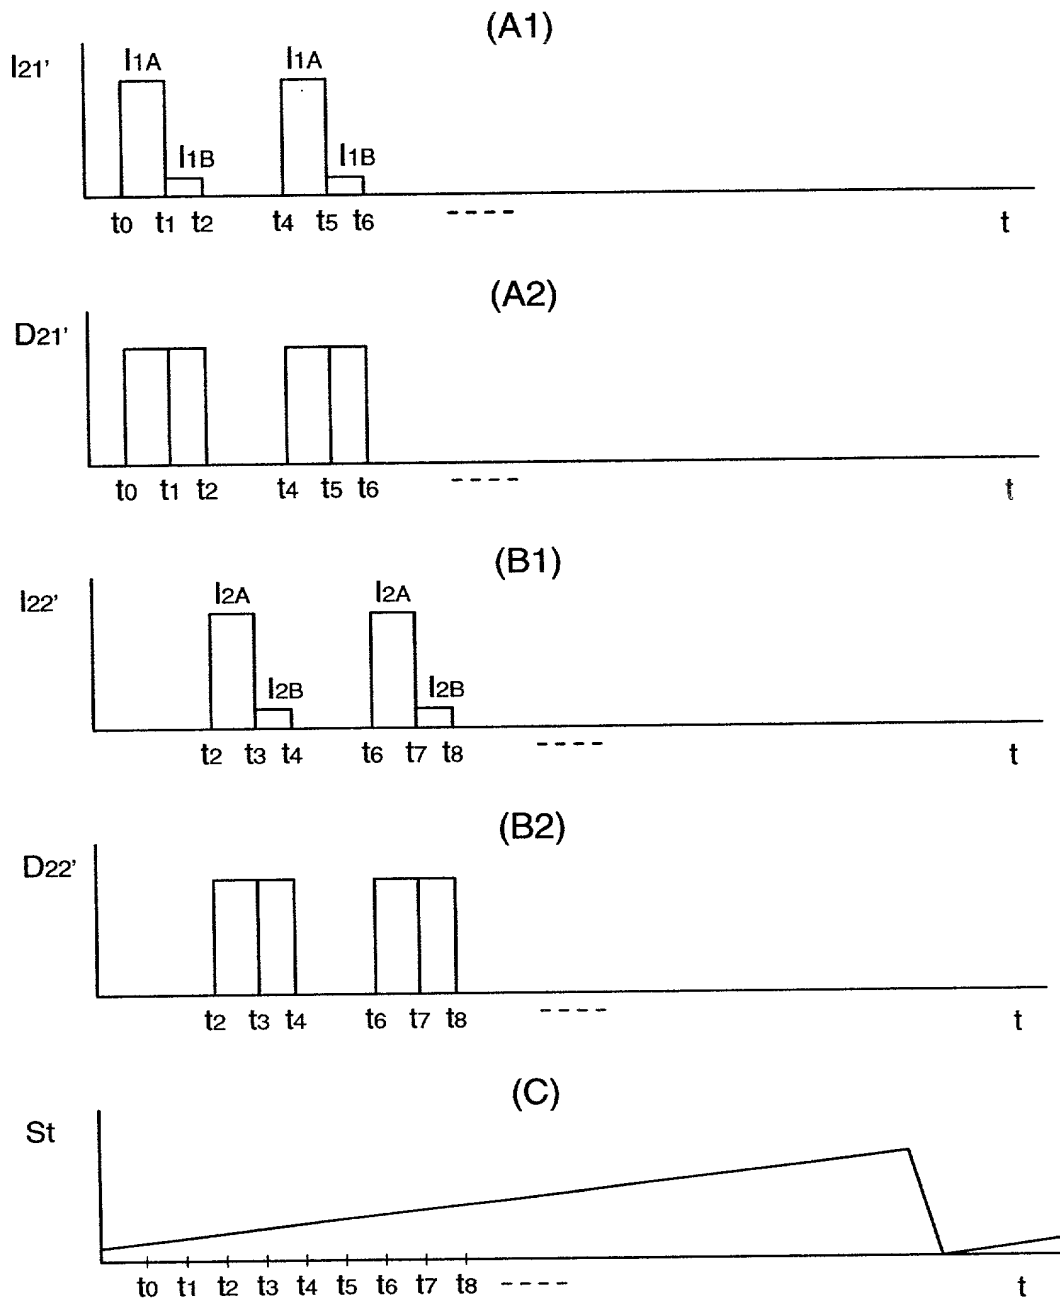 (A1)
I21'
I1A I1A
I1B I1B
t0 t1 t2 t4 t5 t6 ---- t
(A2)
D21'
t0 t1 t2 t4 t5 t6 ---- t
(B1)
I22'
I2A I2A
I2B I2B
t2 t3 t4 t6 t7 t8 ---- t
(B2)
D22'
t2 t3 t4 t6 t7 t8 ---- t
(C)
St
t0 t1 t2 t3 t4 t5 t6 t7 t8 ---- t